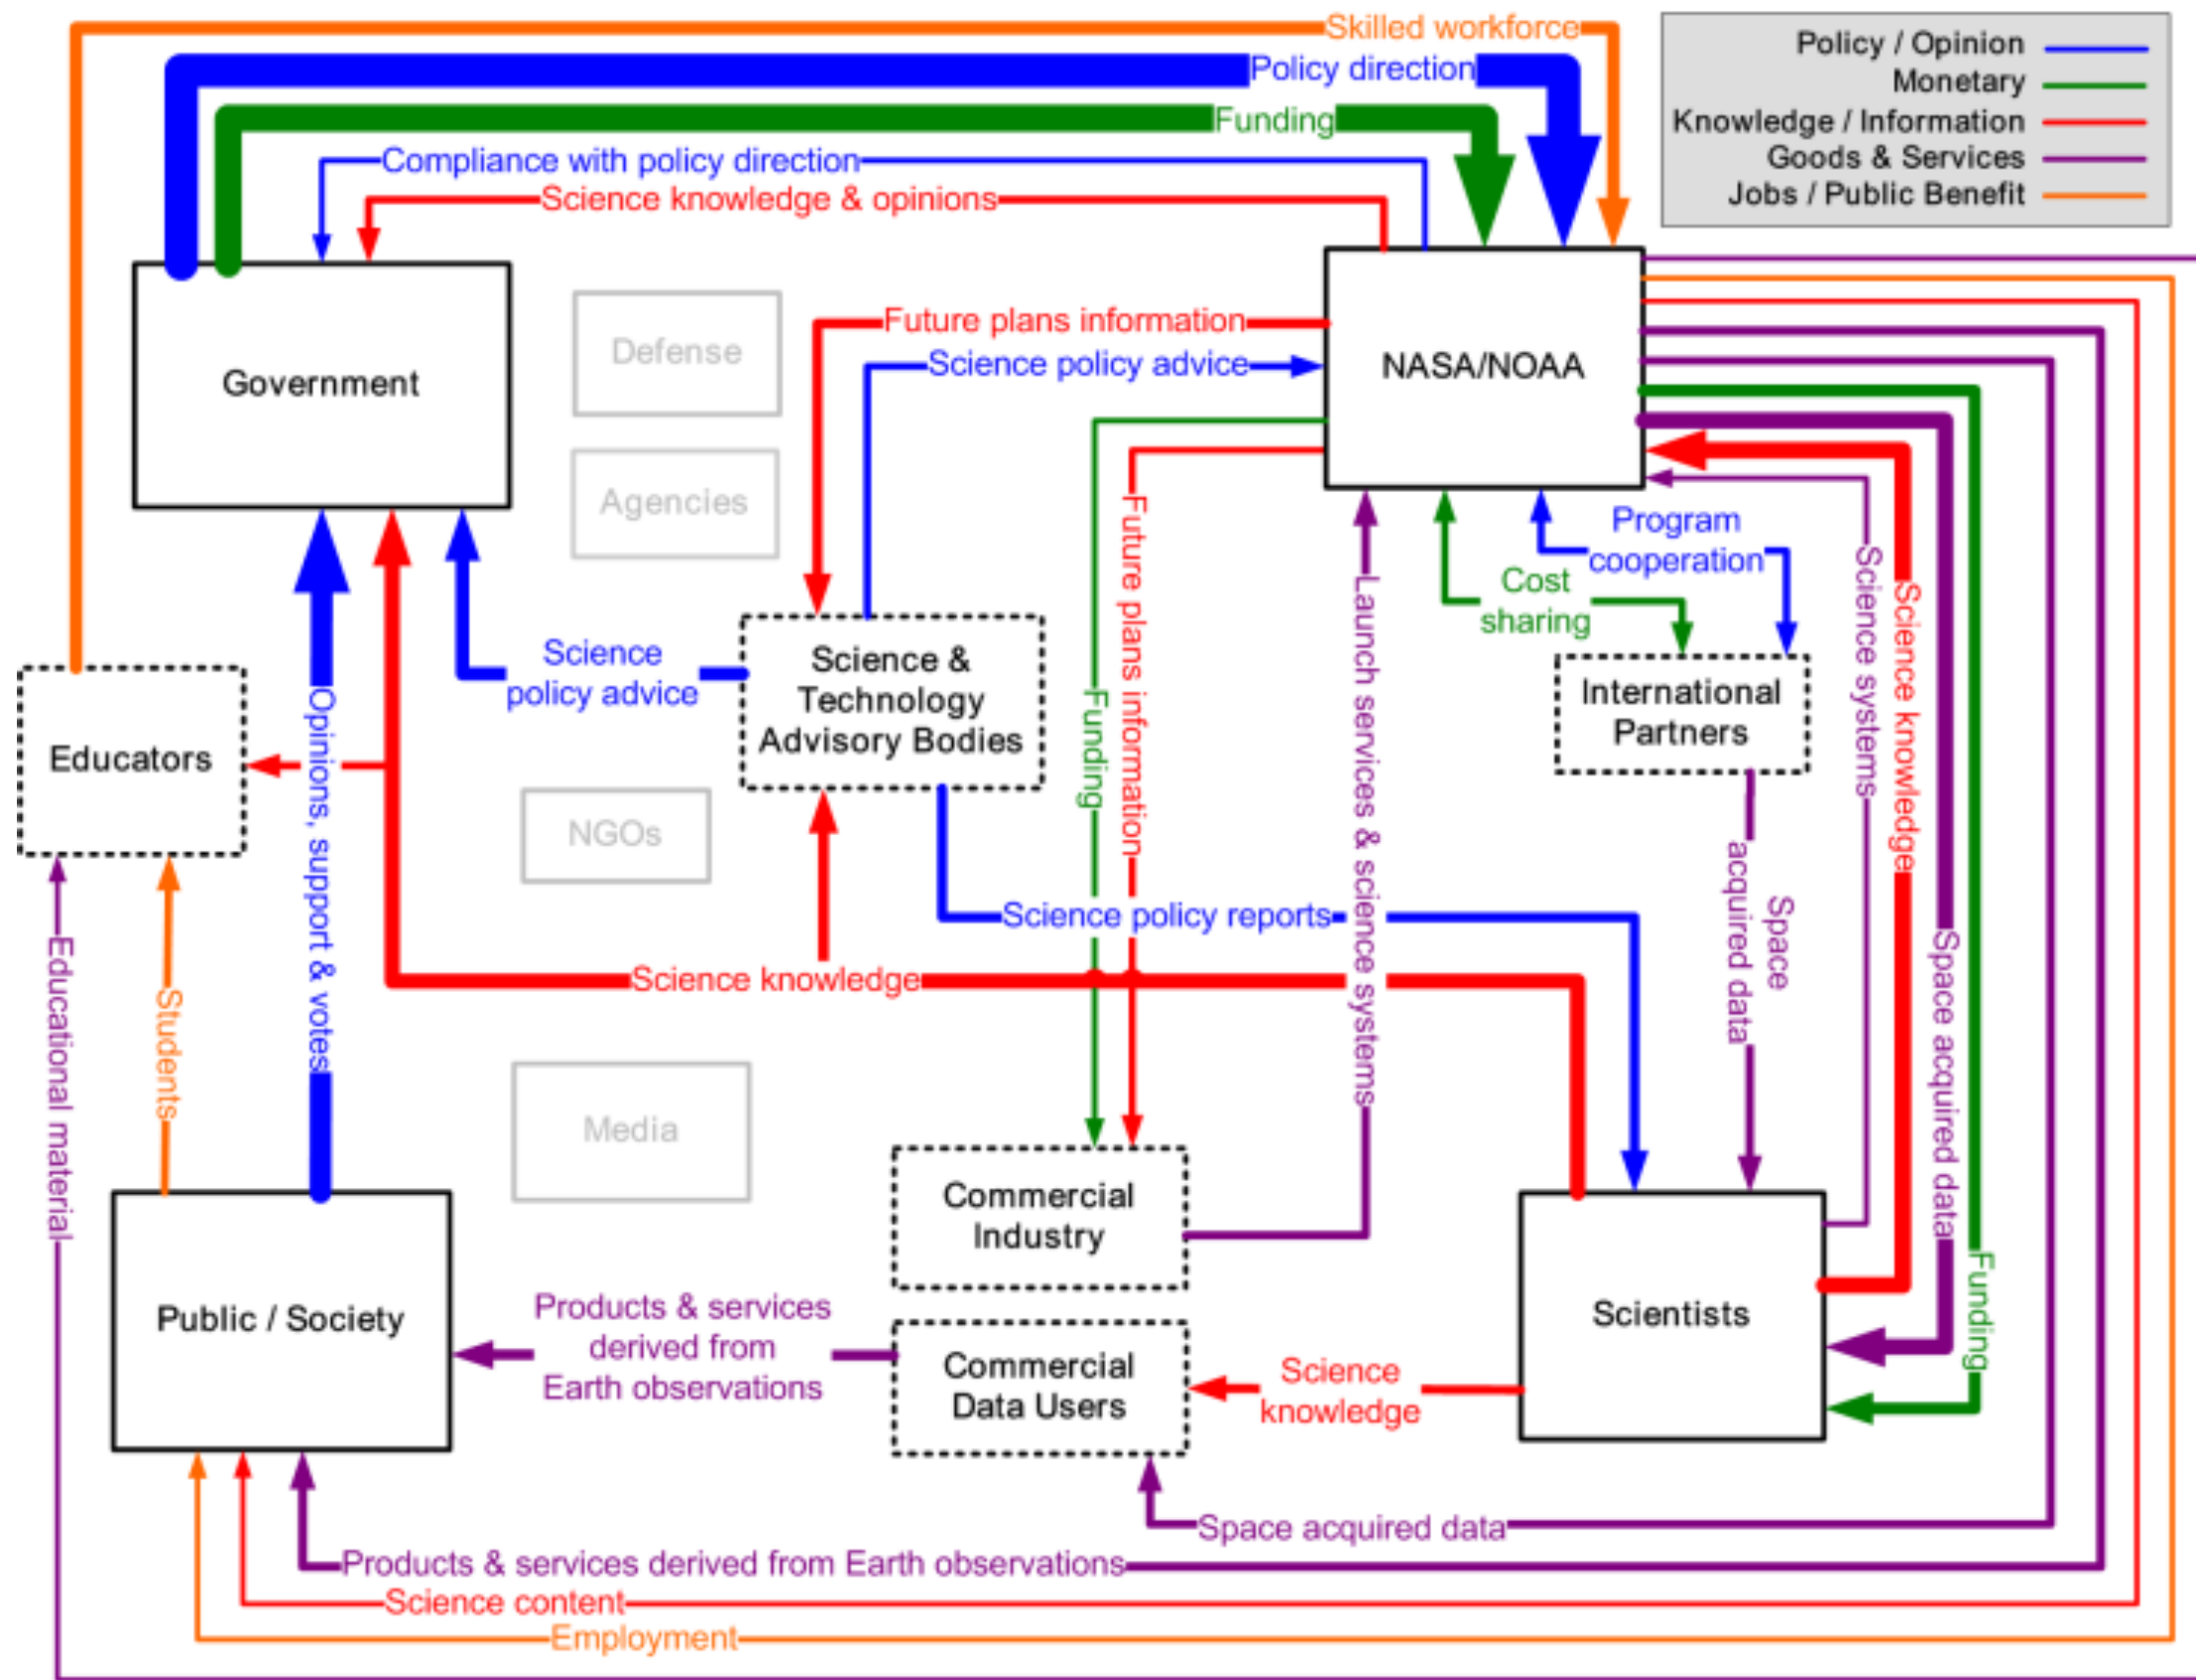 Skilled workforce
Policy direction
Funding
Compliance with policy direction
Science knowledge & opinions
Policy / Opinion
Monetary
Knowledge / Information
Goods & Services
Jobs / Public Benefit
Government
Defense
Agencies
Future plans information
Science policy advice
NASA/NOAA
Program
cooperation
Cost
sharing
International
Partners
Science
policy advice
Science &
Technology
Advisory Bodies
Educators
NGOs
Opinions, support & votes
Funding
Future plans information
Launch services & science systems
Science systems
Science knowledge
Space acquired data
Funding
Space
acquired data
Science policy reports
Science knowledge
Educational material
Students
Media
Commercial
Industry
Public / Society
Products & services
derived from
Earth observations
Commercial
Data Users
Science
knowledge
Scientists
Space acquired data
Products & services derived from Earth observations
Science content
Employment